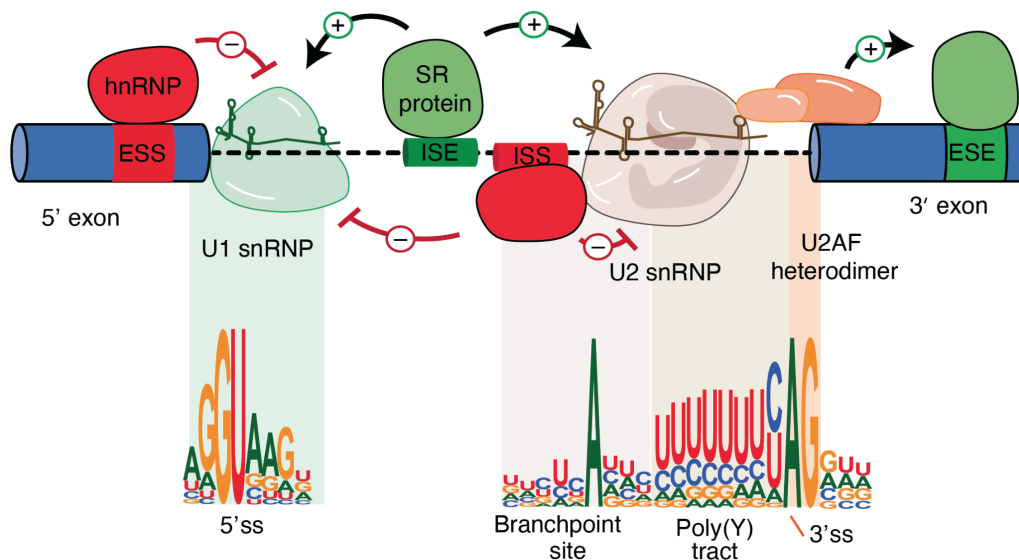 +
+
+
−
hnRNP
SR
protein
ESS
ISE
ISS
ESE
5’ exon
3‘ exon
−
−
U1 snRNP
U2 snRNP
U2AF
heterodimer
5'ss
Branchpoint
site
Poly(Y)
tract
3'ss